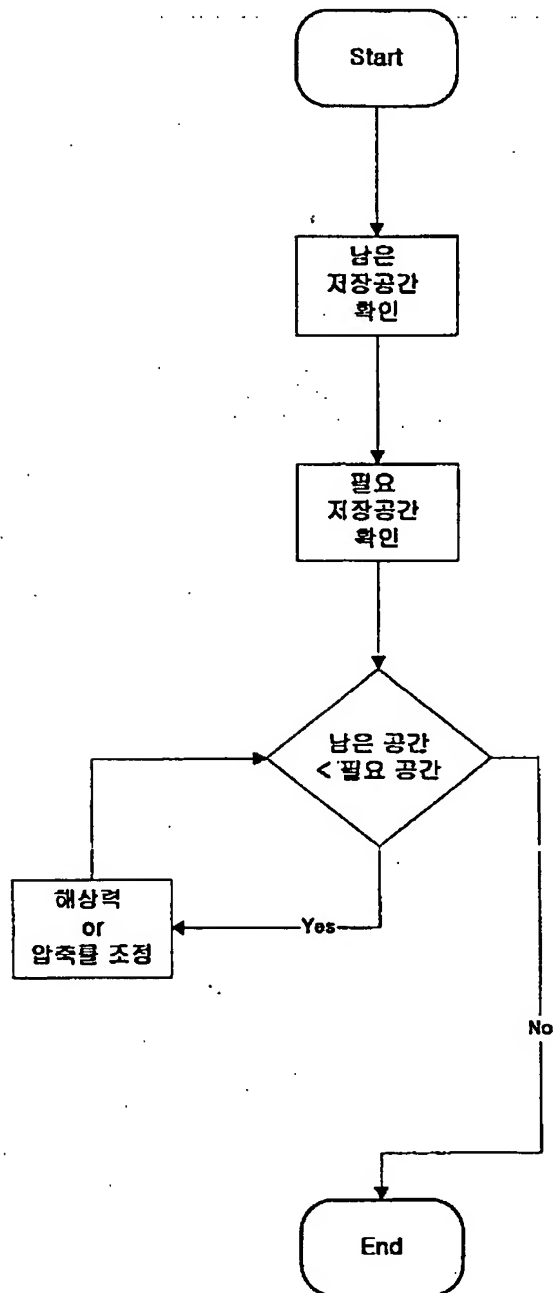 Start
남은
저장공간
확인
필요
저장공간
확인
남은 공간
< 필요 공간
해상력
or
압축률 조정
Yes
No
End